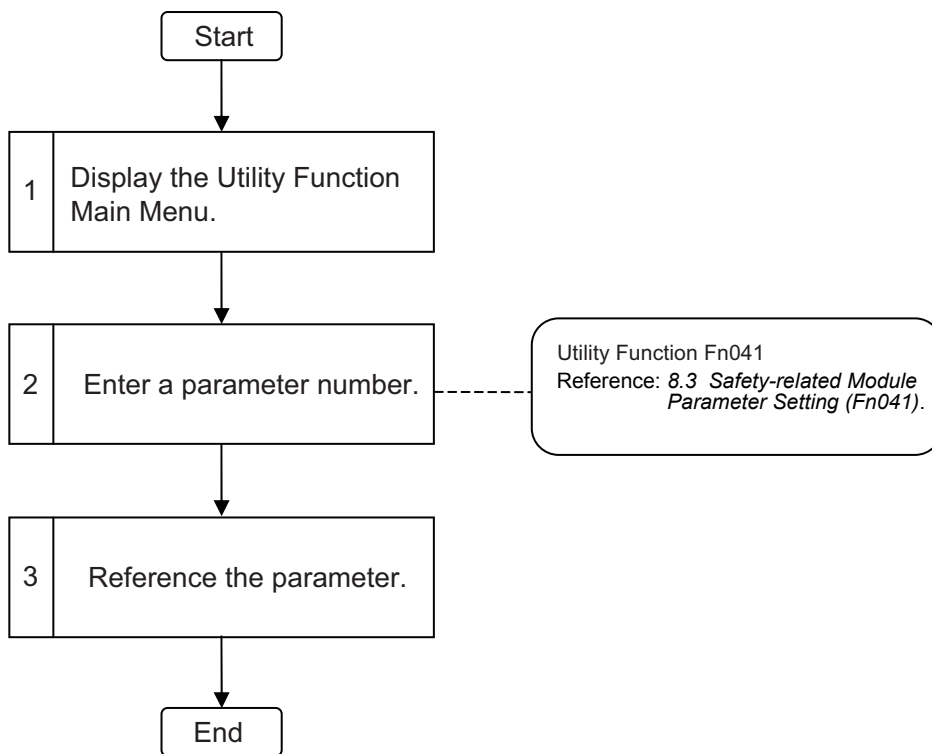 Start
1
Display the Utility Function
Main Menu.
2
Enter a parameter number.
Utility Function Fn041
Reference: 8.3 Safety-related Module
Parameter Setting (Fn041).
3
Reference the parameter.
End